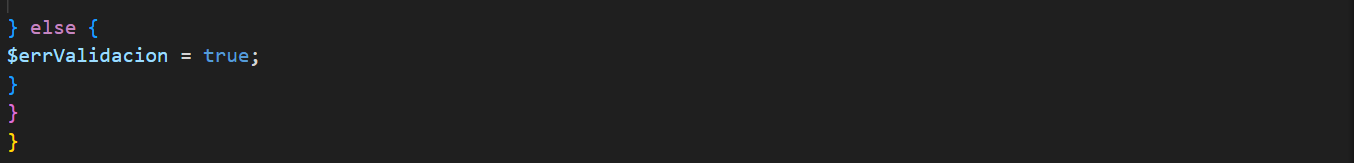 } else {
$errValidacion = true;
}
}
}